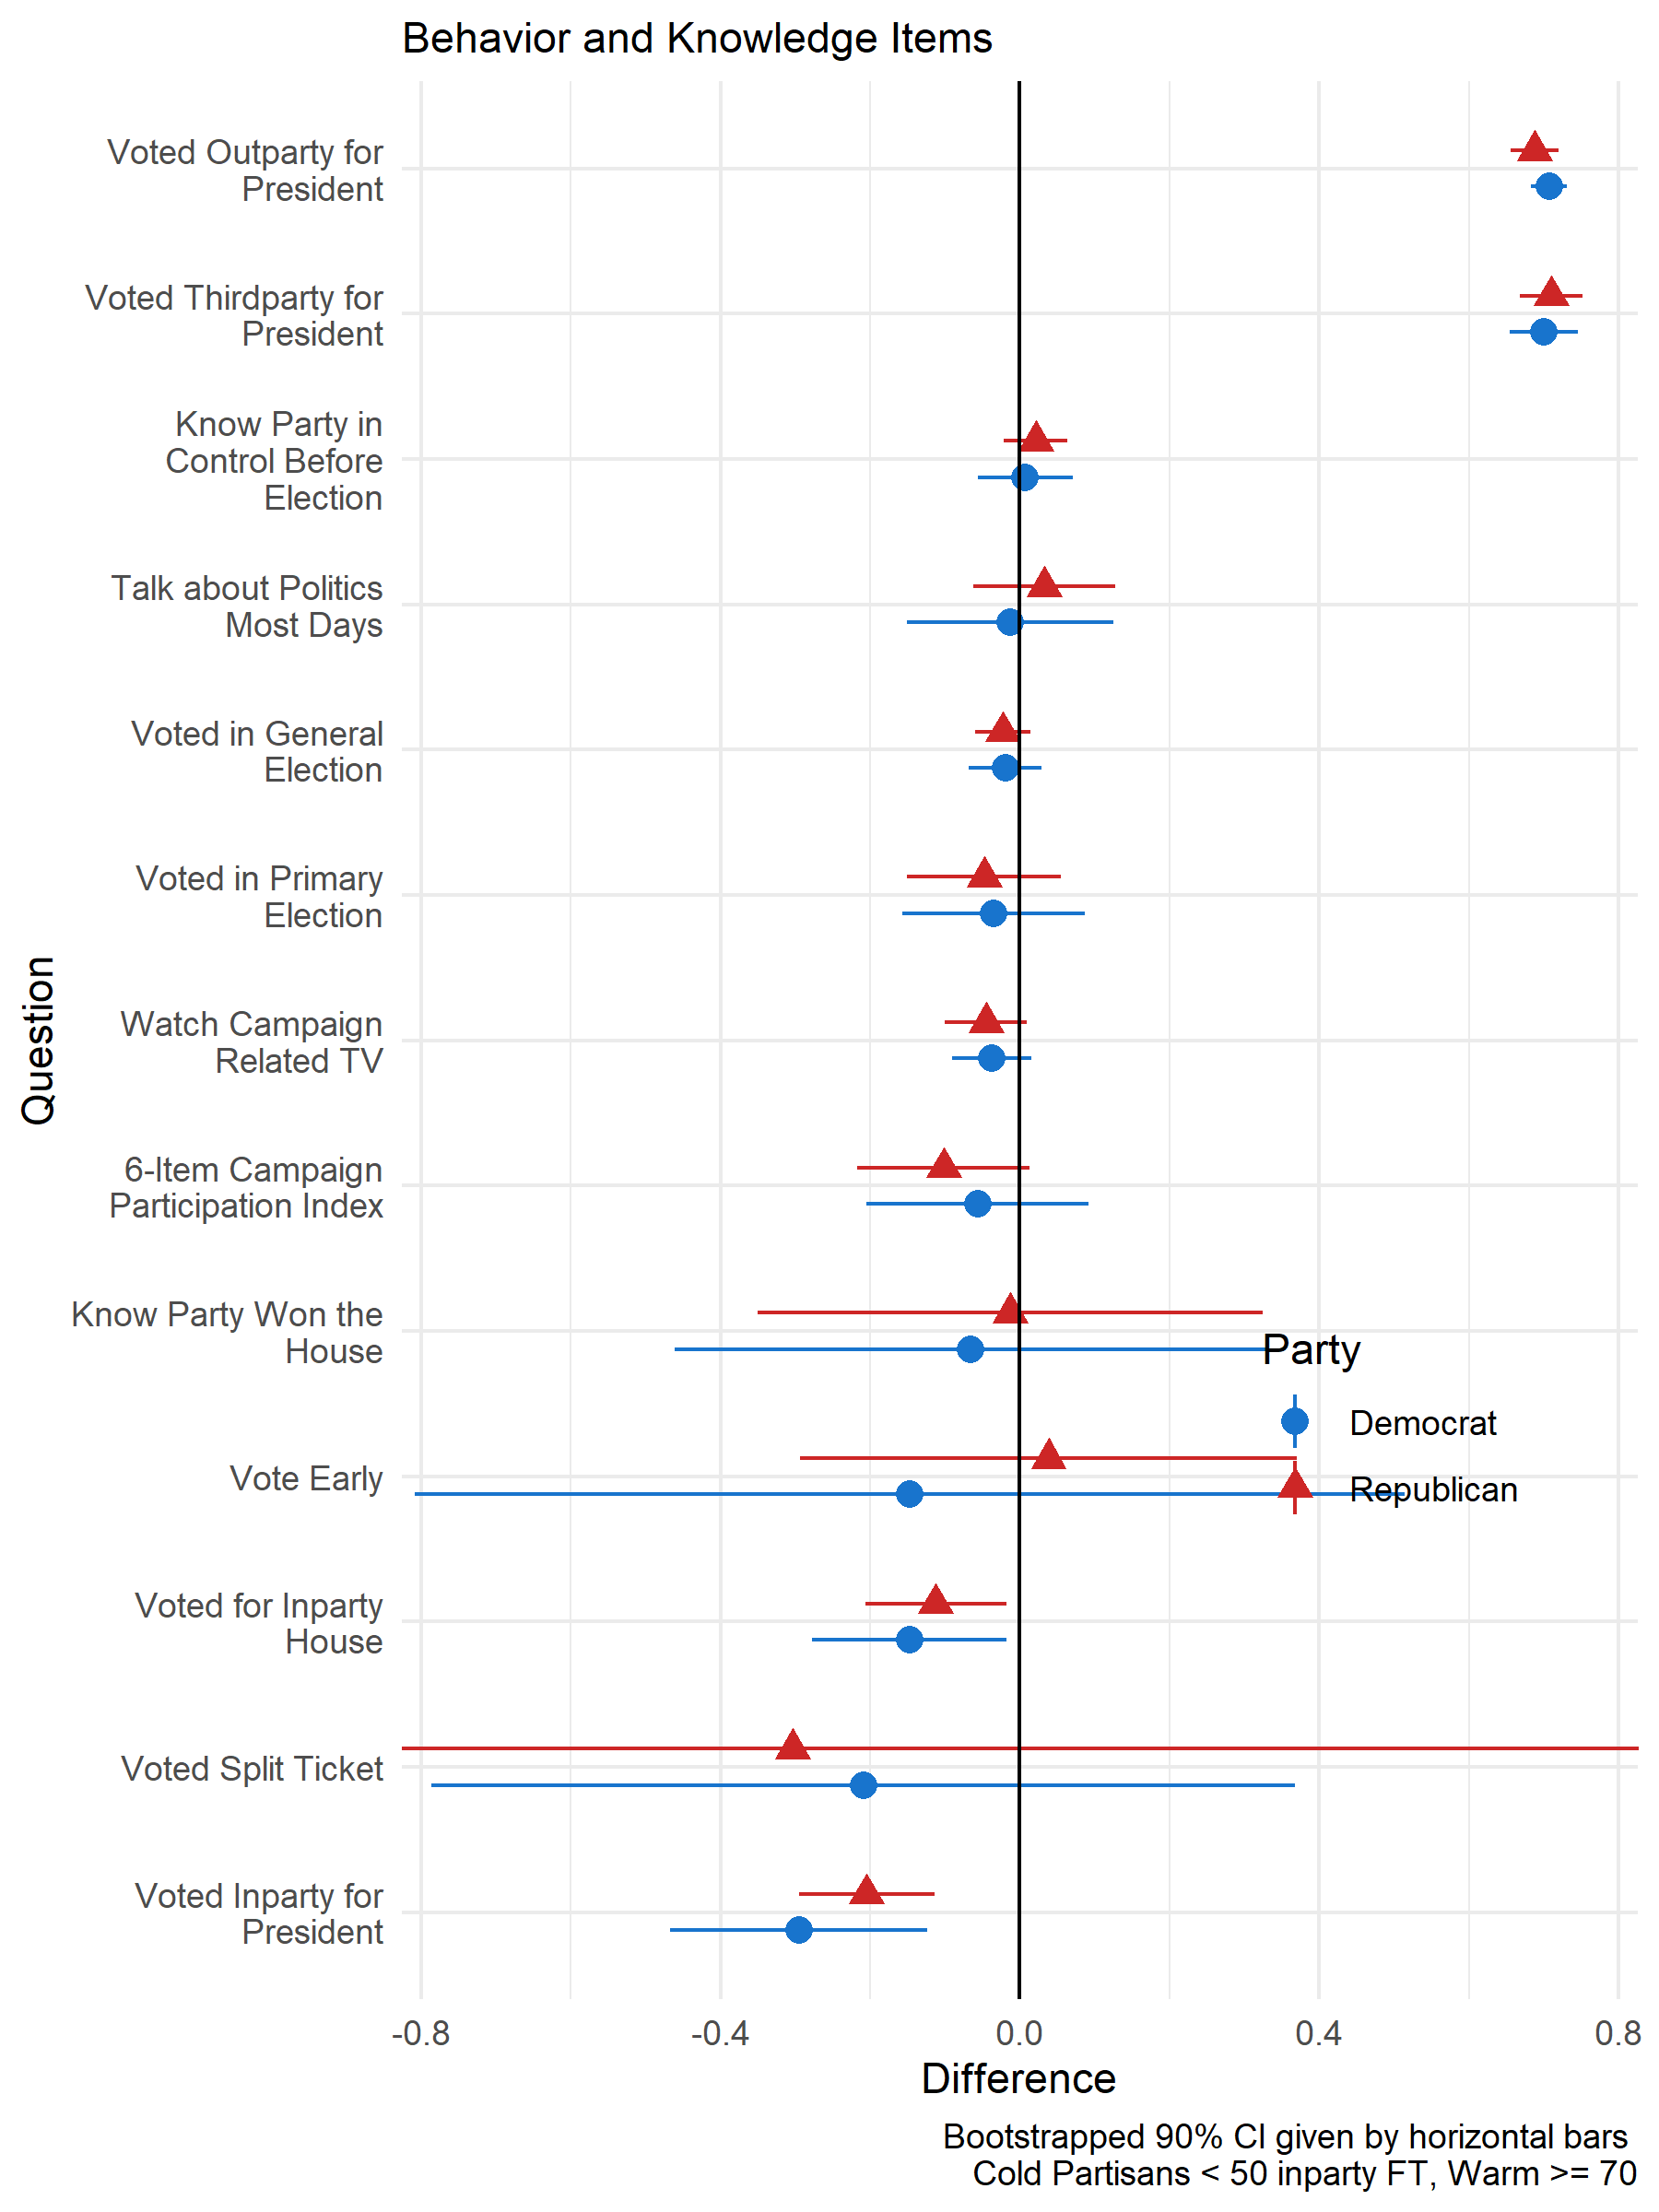 Behavior and Knowledge Items
Voted Outparty for
President
Voted Thirdparty for
President
Know Party in
Control Before
Election
Talk about Politics
Most Days
Voted in General
Election
Voted in Primary
Election
Watch Campaign
Related TV
6-Item Campaign
Participation Index
Know Party Won the
House
Vote Early
Voted for Inparty
House
Voted Split Ticket
Voted Inparty for
President
Question
Party
Democrat
Republican
-0.8 -0.4 0.0 0.4 0.8
Difference
Bootstrapped 90% CI given by horizontal bars
Cold Partisans < 50 inparty FT, Warm >= 70